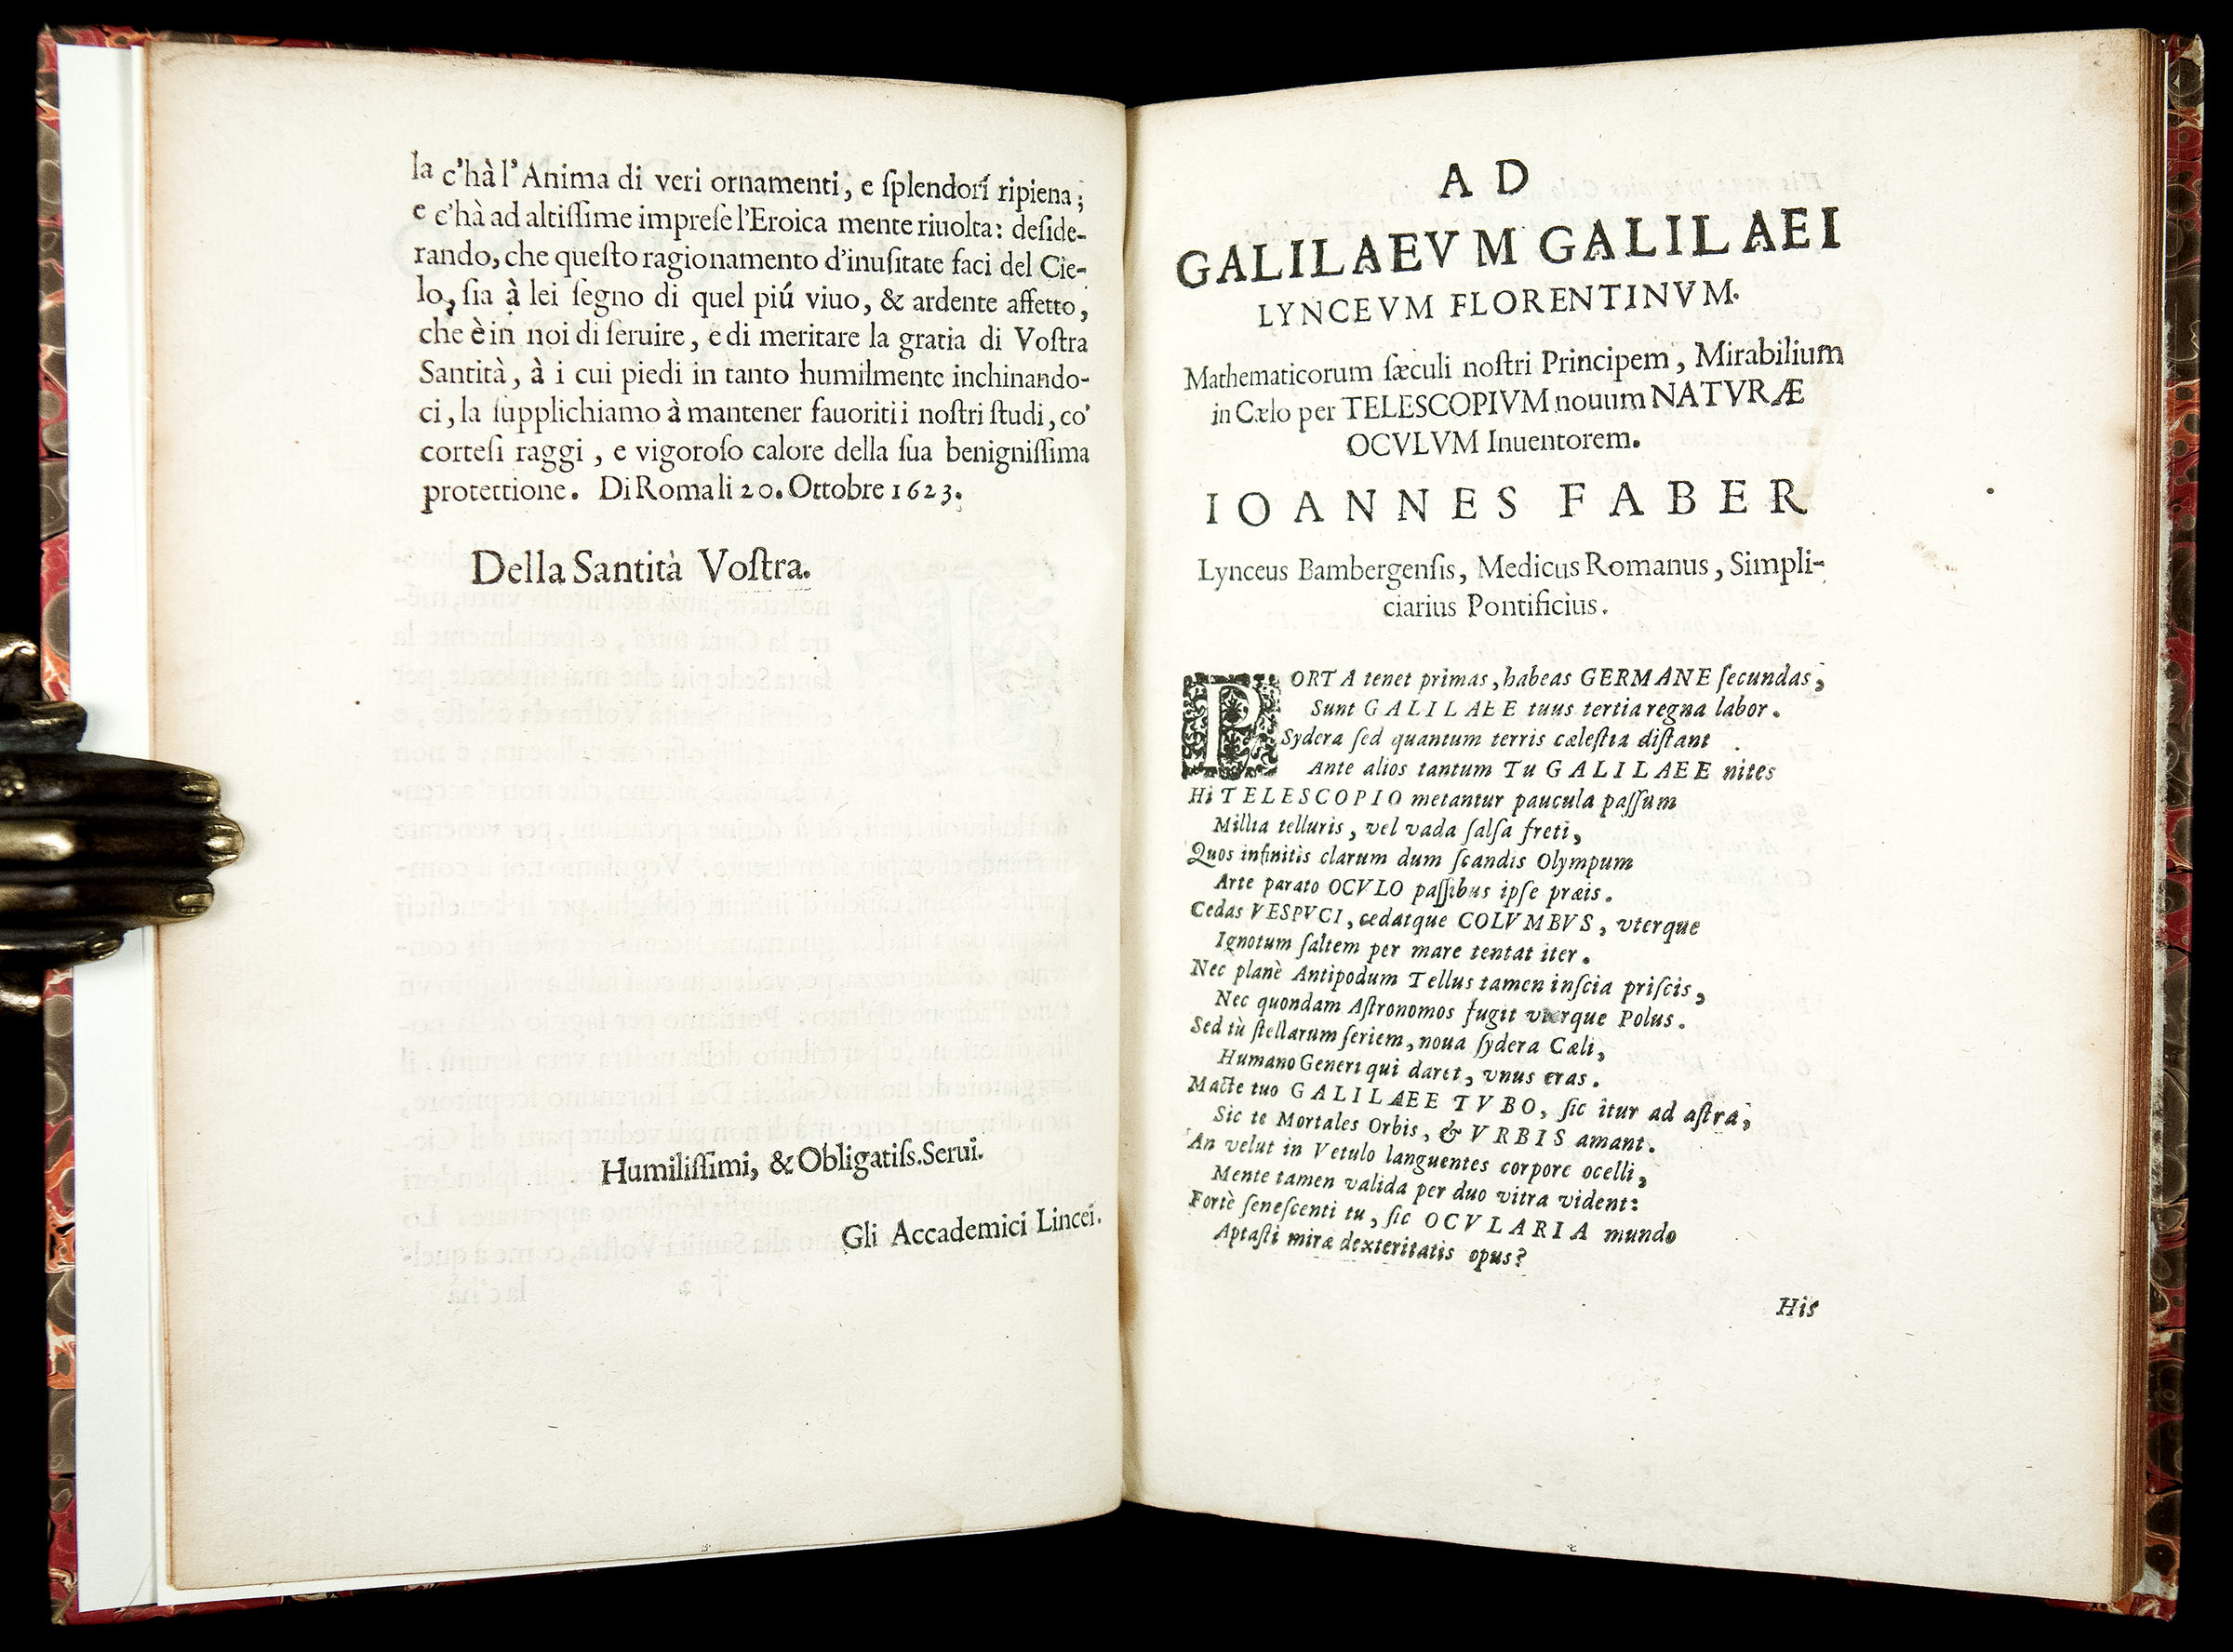 la c'hà l'Anima di veri ornamenti, e ſplendorí ripiena;
e c'hà ad altiſſime impreſe l'Eroica mente riuolta: deſide-
rando, che queſto ragionamento d'inuſitate faci del Cie-
lo, ſia à lei ſegno di quel piú viuo, & ardente affetto,
che è in noi di ſeruire, e di meritare la gratia di Voſtra
Santità, à i cui piedi in tanto humilmente inchinando-
ci, la ſupplichiamo à mantener fauoriti i noſtri ſtudi, co'
corteſi raggi, e vigoroſo calore della ſua benigniſſima
protettione. Di Roma li 20. Ottobre 1623.
Della Santità Voſtra.
Humiliſſimi, & Obligatiſs. Serui.
Gli Accademici Lincei.
AD
GALILAEVM GALILAEI
LYNCEVM FLORENTINVM.
Mathematicorum ſæculi noſtri Principem, Mirabilium
in Cælo per TELESCOPIVM nouum NATVRÆ
OCVLVM Inuentorem.
IOANNES FABER
Lynceus Bambergenſis, Medicus Romanus, Simpli-
ciarius Pontificius.
PORTA tenet primas, habeas GERMANE ſecundas,
Sunt GALILAEE tuus tertia regna labor.
Sydera ſed quantum terris cæleſtia diſtant
Ante alios tantum Tu GALILAEE nites
Hi TELESCOPIO metantur paucula paſſum
Millia telluris, vel vada ſalſa freti,
Quos infinitis clarum dum ſcandis Olympum
Arte parato OCVLO paſſibus ipſe præis.
Cedas VESPVCI, cedatque COLVMBVS, vterque
Ignotum ſaltem per mare tentat iter.
Nec planè Antipodum Tellus tamen inſcia priſcis,
Nec quondam Aſtronomos fugit vterque Polus.
Sed tù ſtellarum ſeriem, noua ſydera Cæli,
Humano Generi qui daret, vnus eras.
Macte tuo GALILAEE TVBO, ſic itur ad aſtra,
Sic te Mortales Orbis, & VRBIS amant.
An velut in Vetulo languentes corpore ocelli,
Mente tamen valida per duo vitra vident:
Fortè ſeneſcenti tu, ſic OCVLARIA mundo
Aptaſti miræ dexteritatis opus?
His